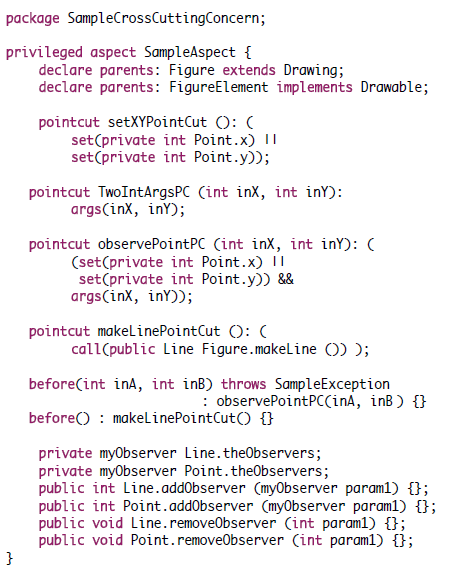 package SampleCrossCuttingConcern;
privileged aspect SampleAspect {
declare parents: Figure extends Drawing;
declare parents: FigureElement implements Drawable;
pointcut setXYPointCut (): (
set(private int Point.x) ||
set(private int Point.y));
pointcut TwoIntArgsPC (int inX, int inY):
args(inX, inY);
pointcut observePointPC (int inX, int inY): (
(set(private int Point.x) ||
set(private int Point.y)) &&
args(inX, inY));
pointcut makeLinePointCut (): (
call(public Line Figure.makeLine ()) );
before(int inA, int inB) throws SampleException
: observePointPC(inA, inB ) {}
before() : makeLinePointCut() {}
private myObserver Line.theObservers;
private myObserver Point.theObservers;
public int Line.addObserver (myObserver param1) {};
public int Point.addObserver (myObserver param1) {};
public void Line.removeObserver (int param1) {};
public void Point.removeObserver (int param1) {};
}